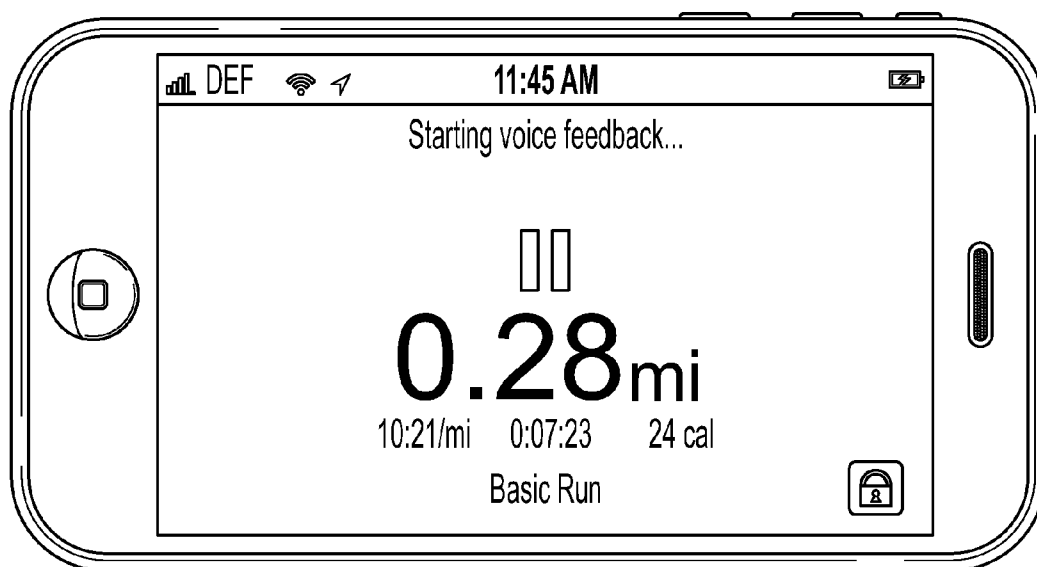 DEF 11:45 AM
Starting voice feedback...
0.28mi
10:21/mi 0:07:23 24 cal
Basic Run